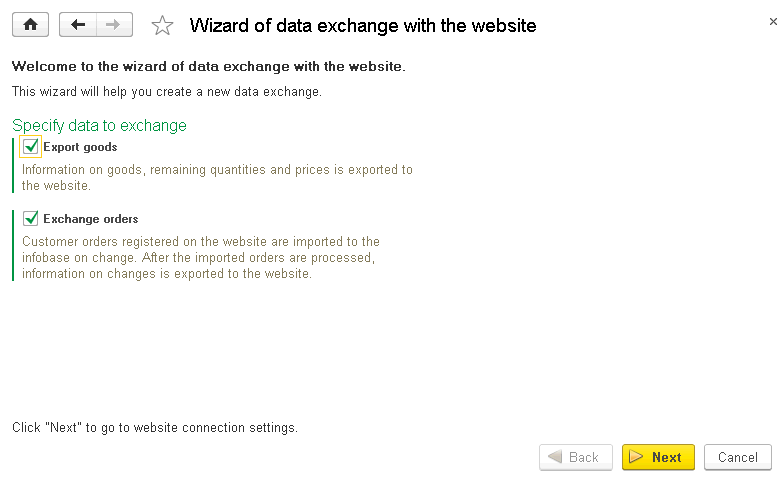 Wizard of data exchange with the website
Welcome to the wizard of data exchange with the website.
This wizard will help you create a new data exchange.
Specify data to exchange
Export goods
Information on goods, remaining quantities and prices is exported to
the website.
Exchange orders
Customer orders registered on the website are imported to the
infobase on change. After the imported orders are processed,
information on changes is exported to the website.
Click "Next" to go to website connection settings.
Back
Next
Cancel